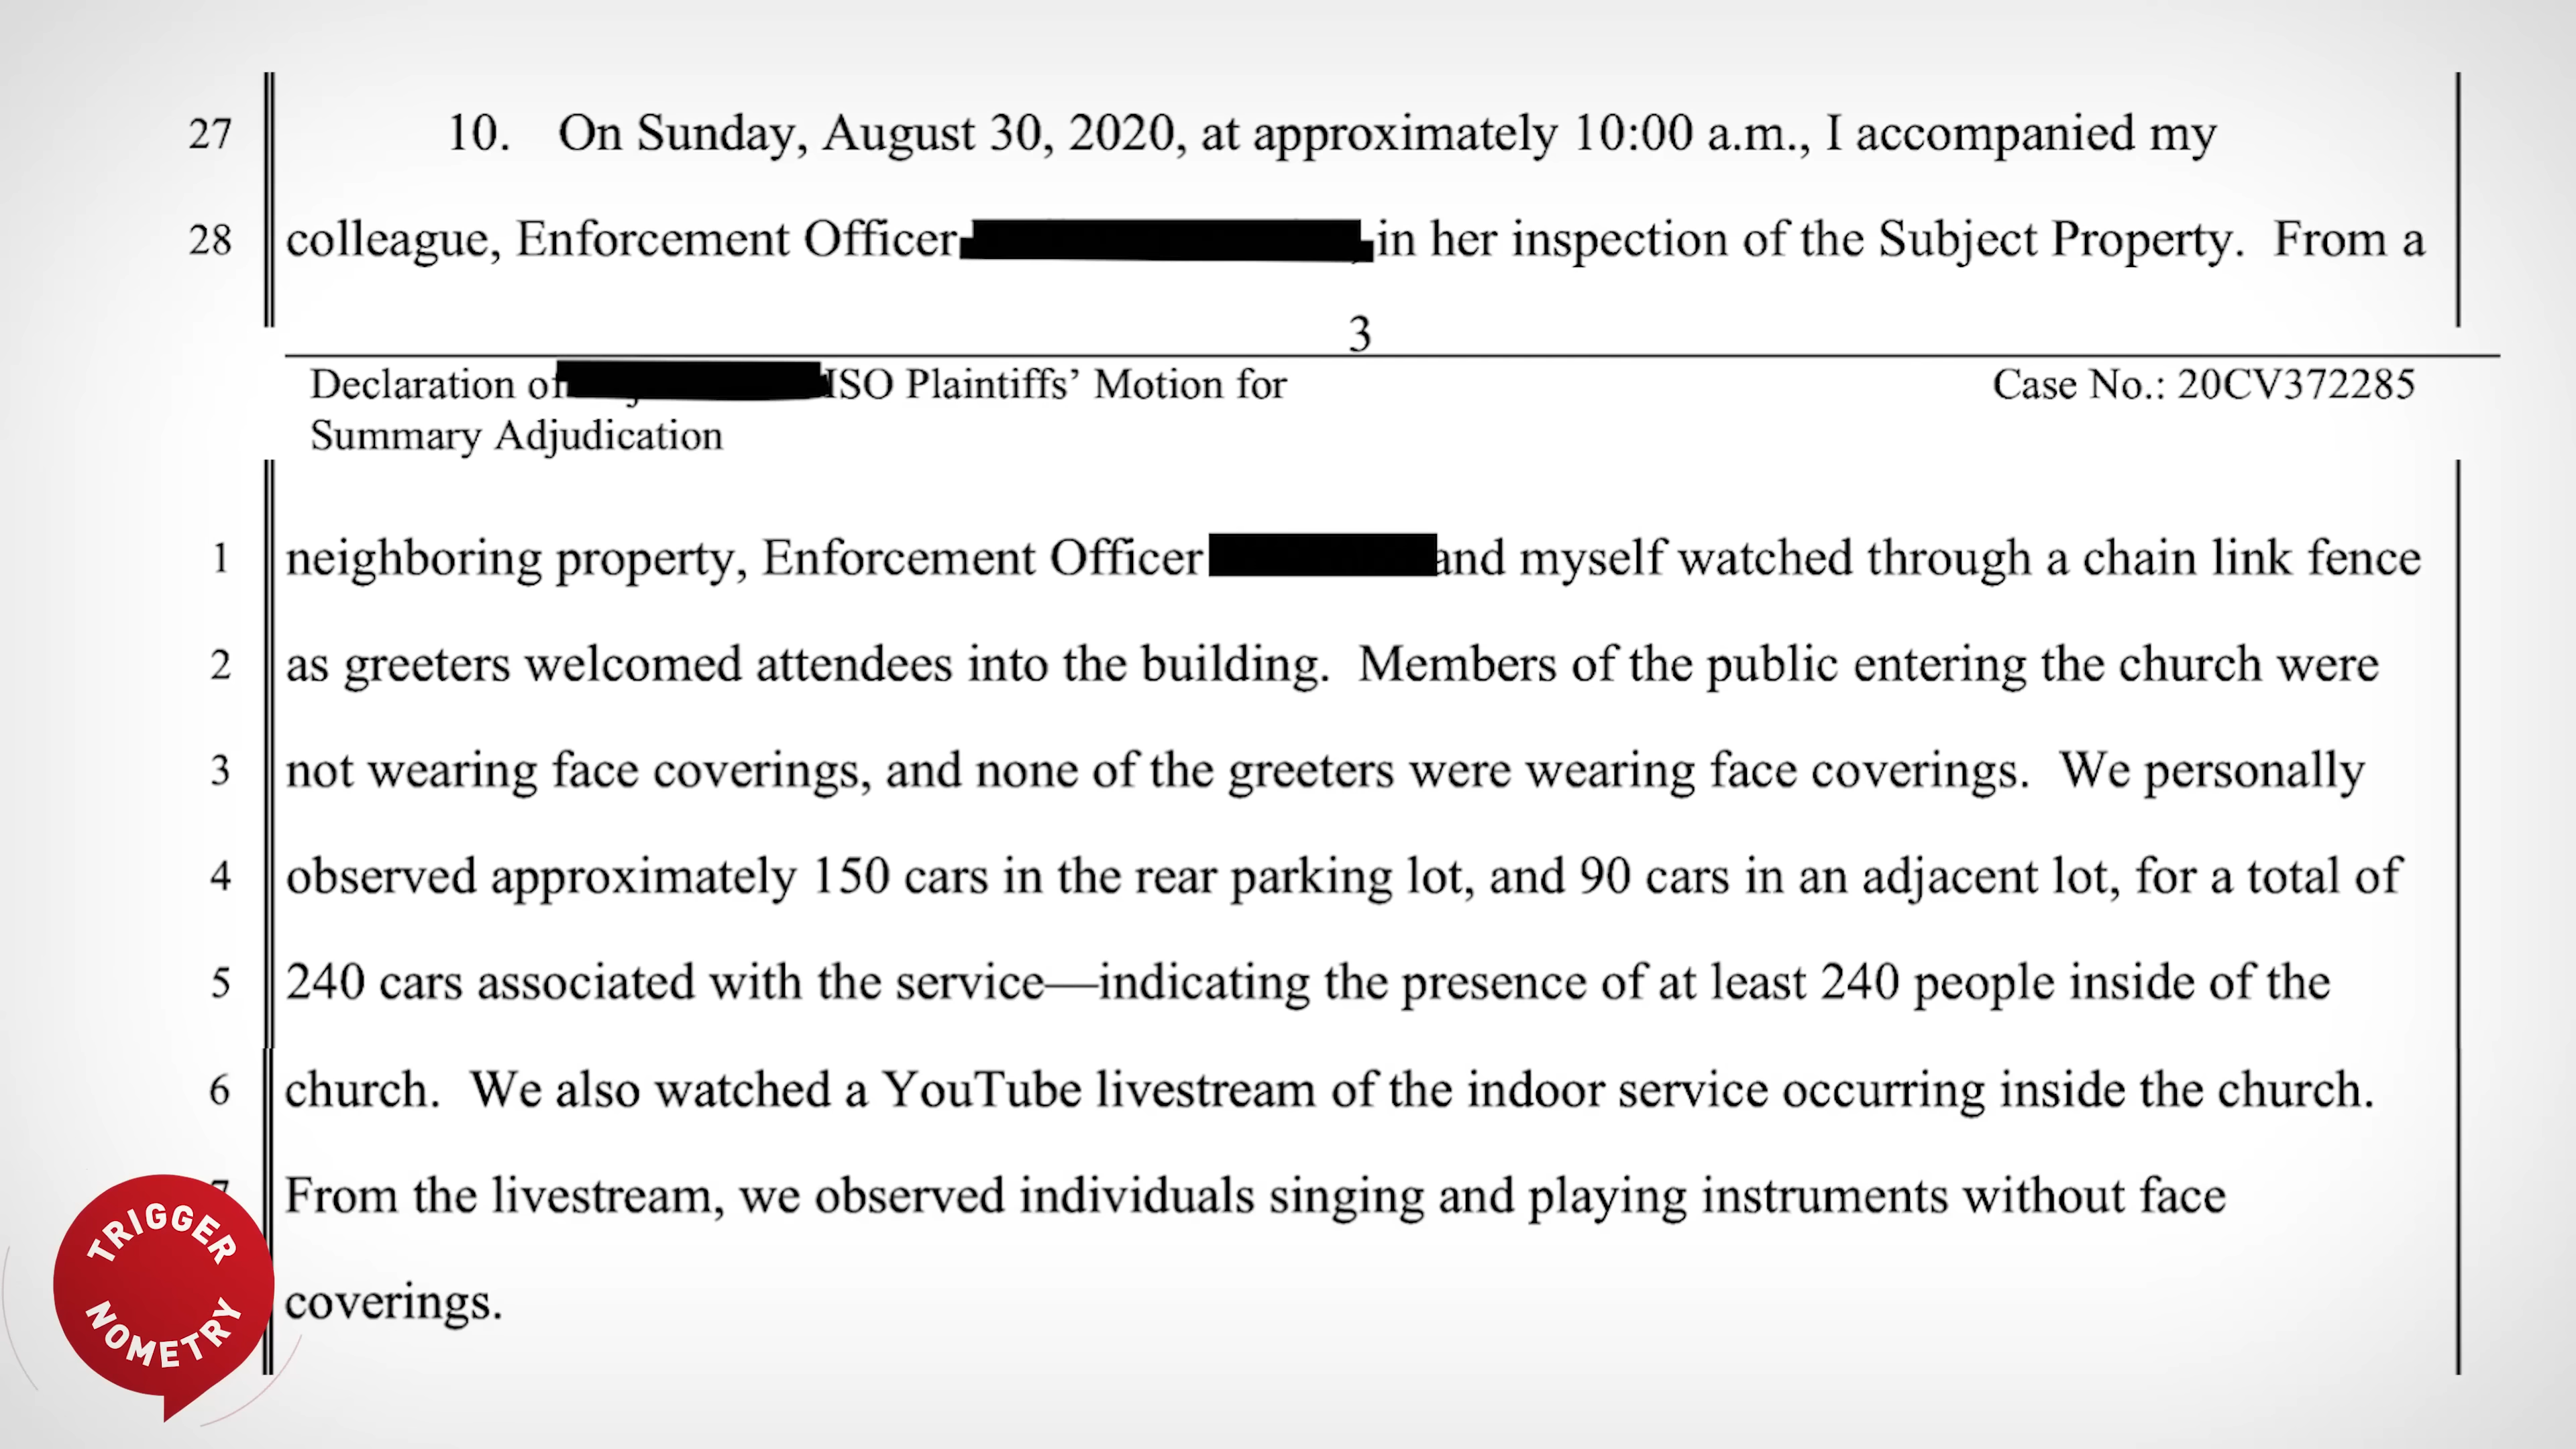 27 10. On Sunday, August 30, 2020, at approximately 10:00 a.m., I accompanied my
28 colleague, Enforcement Officer in her inspection of the Subject Property. From a
3
Declaration of ISO Plaintiffs' Motion for
Summary Adjudication
Case No.: 20CV372285
1 neighboring property, Enforcement Officer and myself watched through a chain link fence
2 as greeters welcomed attendees into the building. Members of the public entering the church were
3 not wearing face coverings, and none of the greeters were wearing face coverings. We personally
4 observed approximately 150 cars in the rear parking lot, and 90 cars in an adjacent lot, for a total of
5 240 cars associated with the service—indicating the presence of at least 240 people inside of the
6 church. We also watched a YouTube livestream of the indoor service occurring inside the church.
7 From the livestream, we observed individuals singing and playing instruments without face
coverings.
TRIGGER
NOMETRY